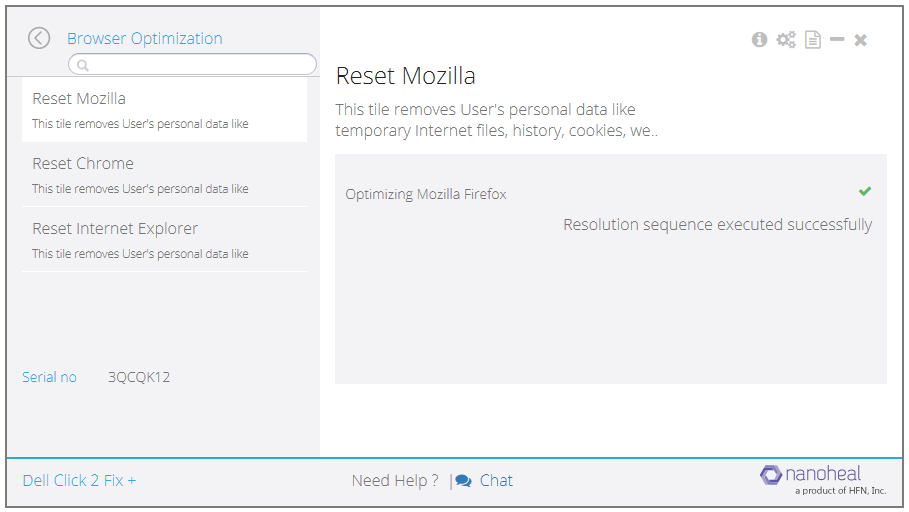 Browser Optimization
Reset Mozilla
This tile removes User's personal data like
Reset Chrome
This tile removes User's personal data like
Reset Internet Explorer
This tile removes User's personal data like
Serial no 3QCQK12
Reset Mozilla
This tile removes User's personal data like
temporary Internet files, history, cookies, we..
Optimizing Mozilla Firefox
Resolution sequence executed successfully
Dell Click 2 Fix +
Need Help ? | Chat
nanoheal
a product of HFN, Inc.